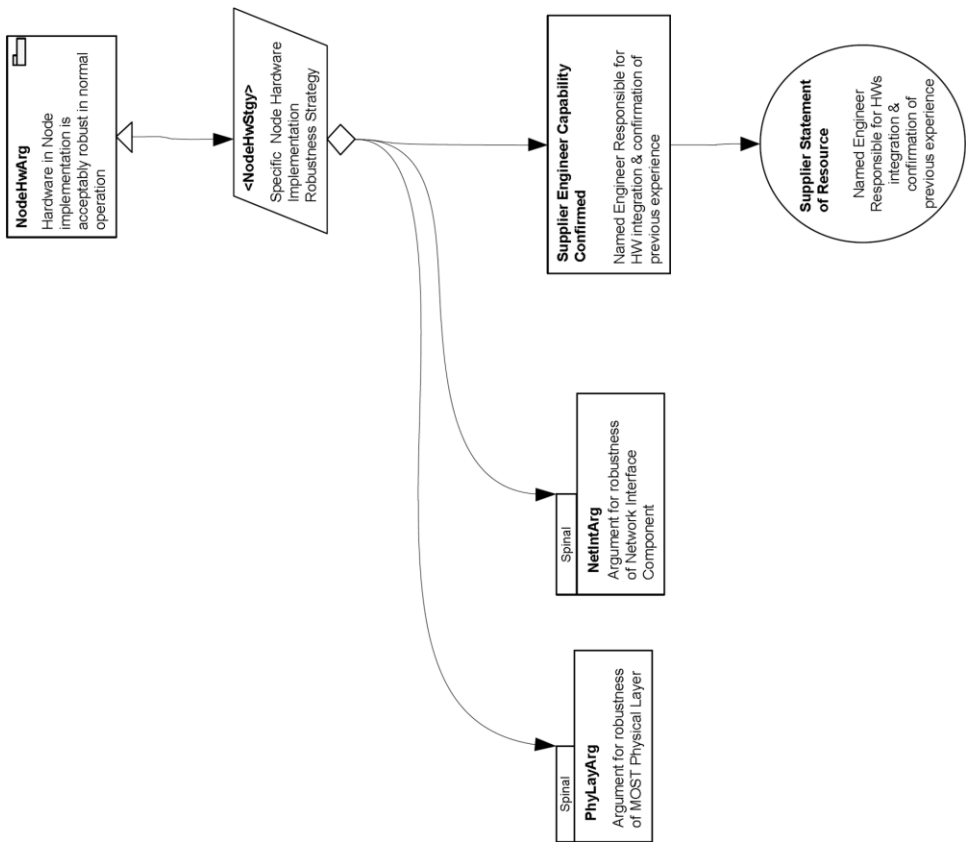 NodeHwArg
Hardware in Node
implementation is
acceptably robust in normal
operation
<NodeHwStgy>
Specific Node Hardware
Implementation
Robustness Strategy
Spinal
PhyLayArg
Argument for robustness
of MOST Physical Layer
Spinal
NetIntArg
Argument for robustness
of Network Interface
Component
Supplier Engineer Capability
Confirmed
Named Engineer Responsible for
HW integration & confirmation of
previous experience
Supplier Statement
of Resource
Named Engineer
Responsible for HWs
integration &
confirmation of
previous experience